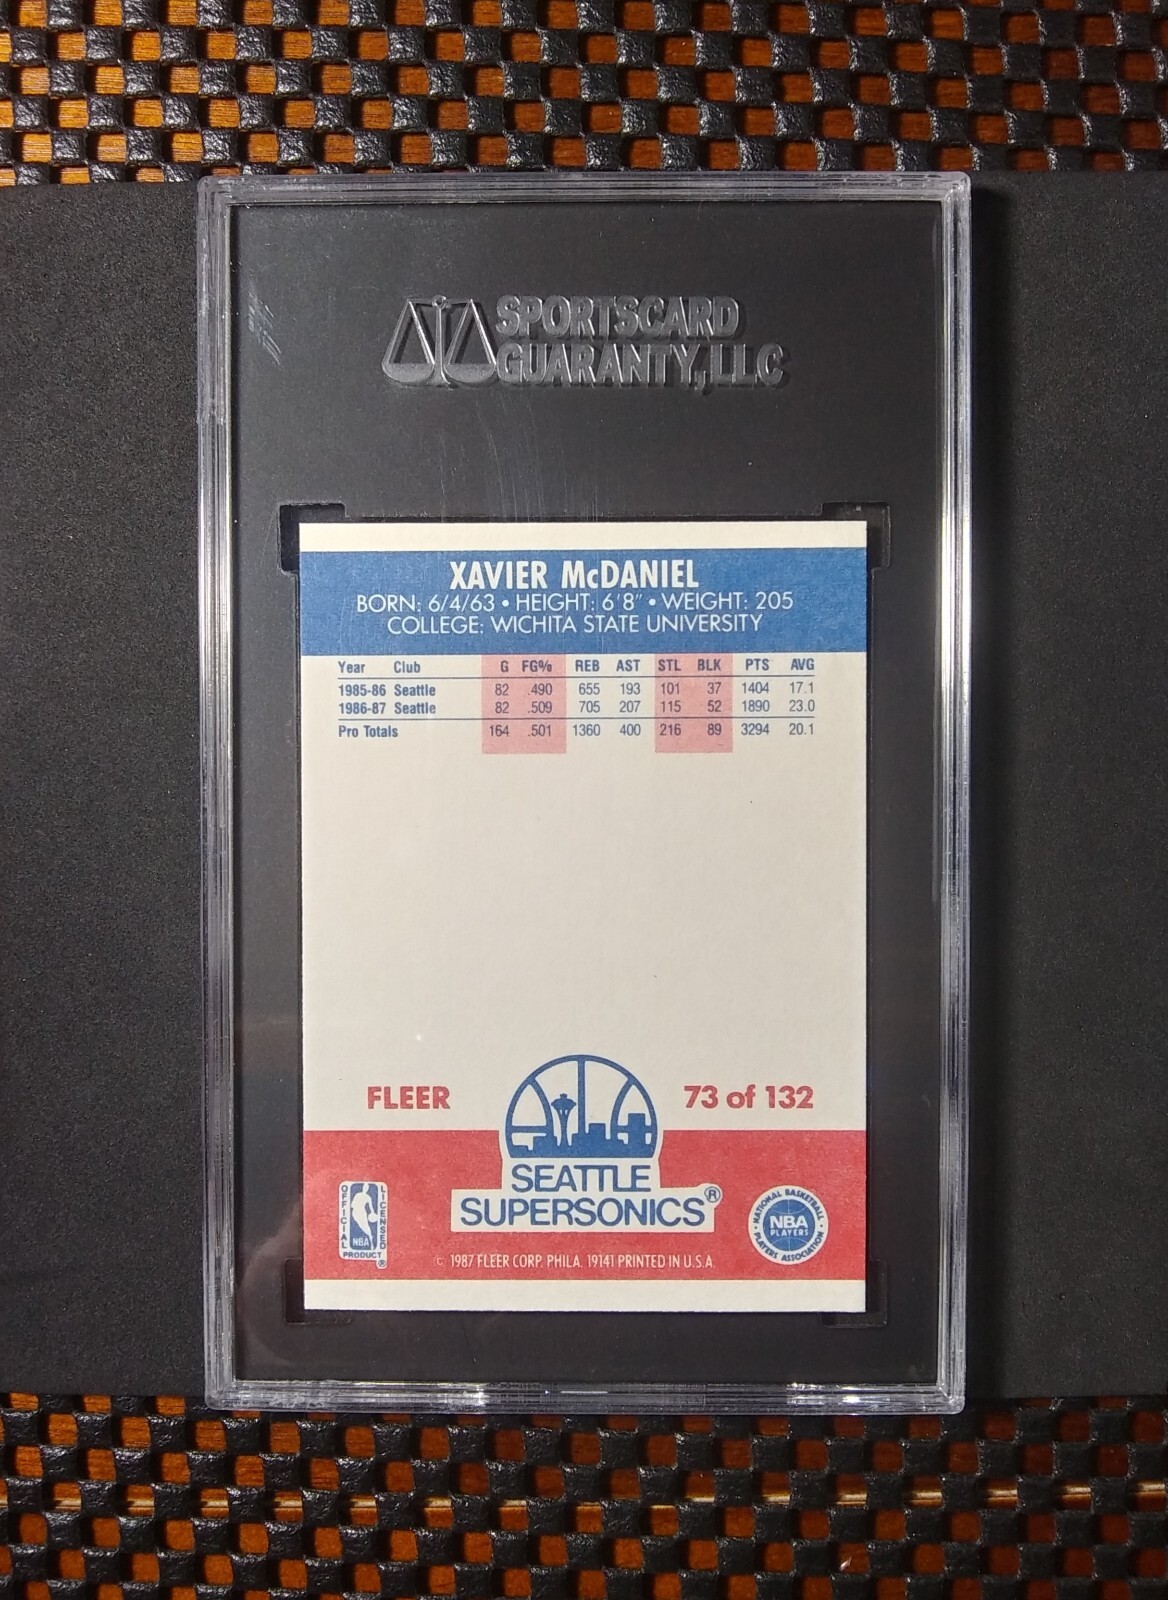 SPORTSCARD
GUARANTY, LLC
XAVIER McDANIEL
BORN: 6/4/63 • HEIGHT: 6'8" • WEIGHT: 205
COLLEGE: WICHITA STATE UNIVERSITY
Year Club G FG% REB AST STL BLK PTS AVG
1985-86 Seattle 82 .490 655 193 101 37 1404 17.1
1986-87 Seattle 82 .509 705 207 115 52 1890 23.0
Pro Totals 164 .501 1360 400 216 89 3294 20.1
FLEER 73 of 132
SEATTLE
SUPERSONICS®
OFFICIAL LICENSED
NBA
PRODUCT
®
NATIONAL BASKETBALL
NBA
PLAYERS
PLAYERS ASSOCIATION
© 1987 FLEER CORP. PHILA. 19141 PRINTED IN U.S.A.